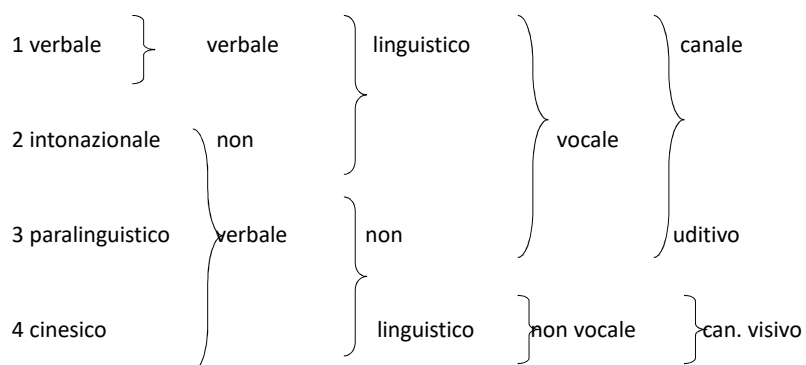 1 verbale verbale linguistico canale
2 intonazionale non vocale
3 paralinguistico verbale non uditivo
4 cinesico linguistico non vocale can. visivo